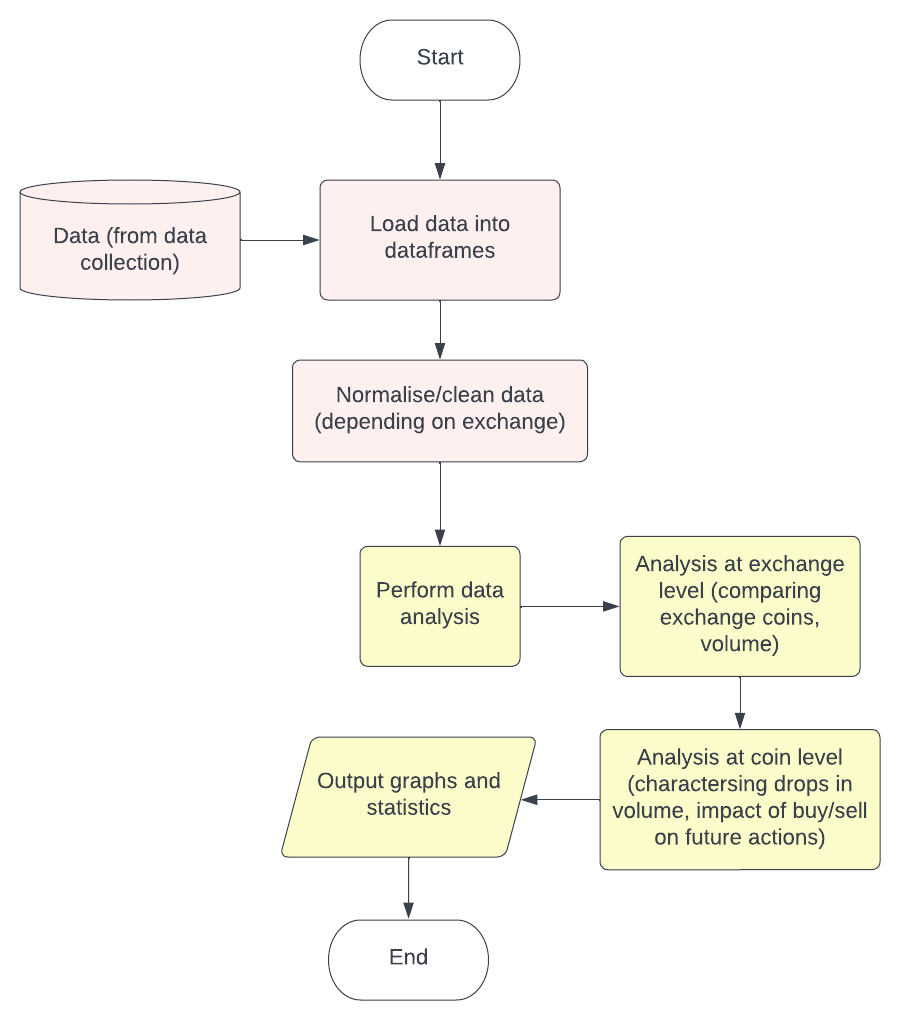 Start
Data (from data
collection)
Load data into
dataframes
Normalise/clean data
(depending on exchange)
Perform data
analysis
Analysis at exchange
level (comparing
exchange coins,
volume)
Analysis at coin level
(charactersing drops in
volume, impact of buy/sell
on future actions)
Output graphs and
statistics
End